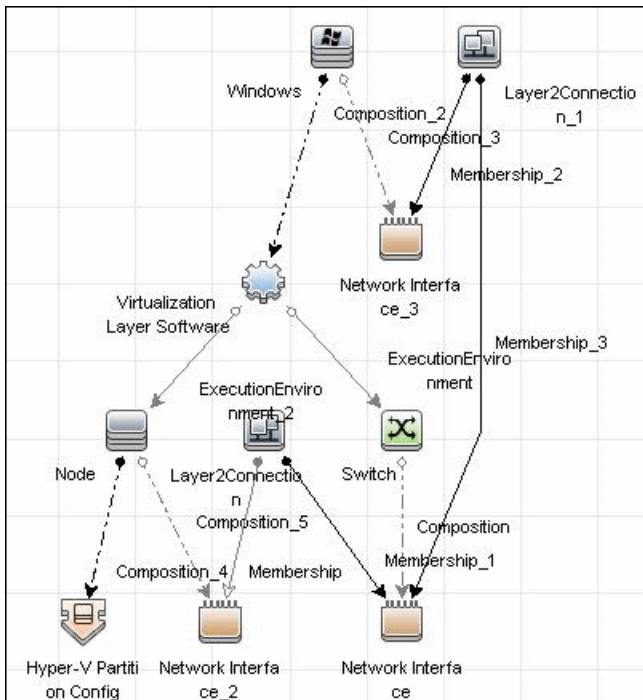 Windows
Layer2Connectio
n_1
Composition_2
Composition_3
Membership_2
Network Interfa
ce_3
Virtualization
Layer Software
Membership_3
ExecutionEnviro
nment
ExecutionEnviro
nment_2
Node
Layer2Connectio
n
Switch
Composition_5
Composition
Membership_1
Composition_4
Membership
Hyper-V Partiti
on Config
Network Interfa
ce_2
Network Interfa
ce